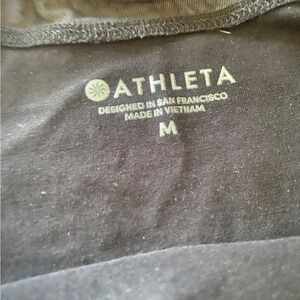 ATHLETA
DESIGNED IN SAN FRANCISCO
MADE IN VIETNAM
M